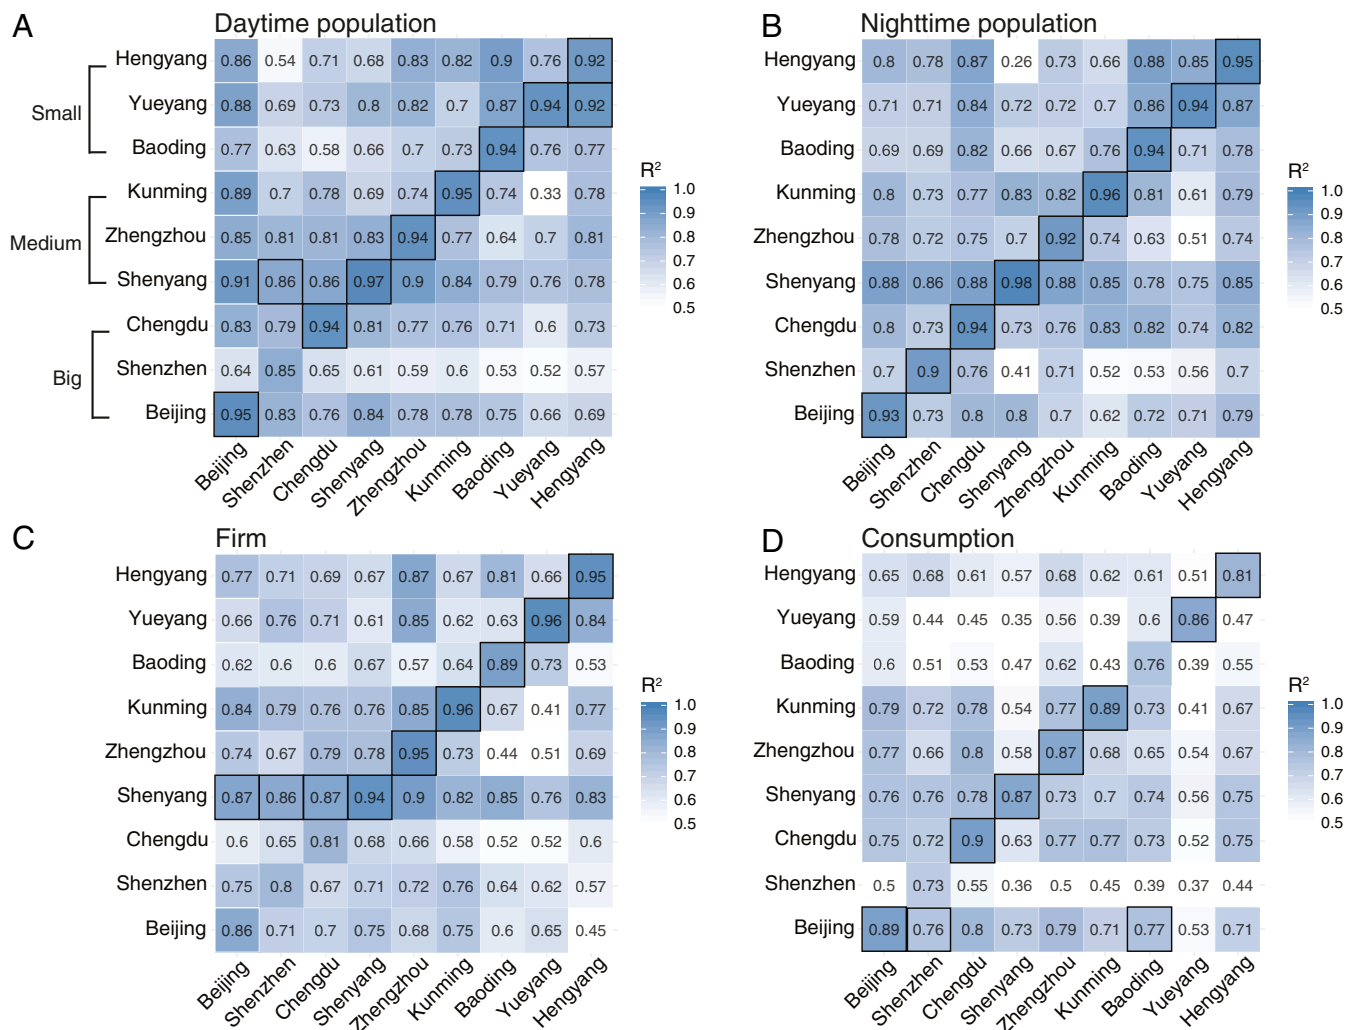 A Daytime population
Hengyang 0.86 0.54 0.71 0.68 0.83 0.82 0.9 0.76 0.92
Small
Yueyang 0.88 0.69 0.73 0.8 0.82 0.7 0.87 0.94 0.92
Baoding 0.77 0.63 0.58 0.66 0.7 0.73 0.94 0.76 0.77
Kunming 0.89 0.7 0.78 0.69 0.74 0.95 0.74 0.33 0.78
Medium
Zhengzhou 0.85 0.81 0.81 0.83 0.94 0.77 0.64 0.7 0.81
Shenyang 0.91 0.86 0.86 0.97 0.9 0.84 0.79 0.76 0.78
Chengdu 0.83 0.79 0.94 0.81 0.77 0.76 0.71 0.6 0.73
Big
Shenzhen 0.64 0.85 0.65 0.61 0.59 0.6 0.53 0.52 0.57
Beijing 0.95 0.83 0.76 0.84 0.78 0.78 0.75 0.66 0.69
Beijing Shenzhen Chengdu Shenyang Zhengzhou Kunming Baoding Yueyang Hengyang
R²
1.0
0.9
0.8
0.7
0.6
0.5
B Nighttime population
Hengyang 0.8 0.78 0.87 0.26 0.73 0.66 0.88 0.85 0.95
Yueyang 0.71 0.71 0.84 0.72 0.72 0.7 0.86 0.94 0.87
Baoding 0.69 0.69 0.82 0.66 0.67 0.76 0.94 0.71 0.78
Kunming 0.8 0.73 0.77 0.83 0.82 0.96 0.81 0.61 0.79
Zhengzhou 0.78 0.72 0.75 0.7 0.92 0.74 0.63 0.51 0.74
Shenyang 0.88 0.86 0.88 0.98 0.88 0.85 0.78 0.75 0.85
Chengdu 0.8 0.73 0.94 0.73 0.76 0.83 0.82 0.74 0.82
Shenzhen 0.7 0.9 0.76 0.41 0.71 0.52 0.53 0.56 0.7
Beijing 0.93 0.73 0.8 0.8 0.7 0.62 0.72 0.71 0.79
Beijing Shenzhen Chengdu Shenyang Zhengzhou Kunming Baoding Yueyang Hengyang
R²
1.0
0.9
0.8
0.7
0.6
0.5
C Firm
Hengyang 0.77 0.71 0.69 0.67 0.87 0.67 0.81 0.66 0.95
Yueyang 0.66 0.76 0.71 0.61 0.85 0.62 0.63 0.96 0.84
Baoding 0.62 0.6 0.6 0.67 0.57 0.64 0.89 0.73 0.53
Kunming 0.84 0.79 0.76 0.76 0.85 0.96 0.67 0.41 0.77
Zhengzhou 0.74 0.67 0.79 0.78 0.95 0.73 0.44 0.51 0.69
Shenyang 0.87 0.86 0.87 0.94 0.9 0.82 0.85 0.76 0.83
Chengdu 0.6 0.65 0.81 0.68 0.66 0.58 0.52 0.52 0.6
Shenzhen 0.75 0.8 0.67 0.71 0.72 0.76 0.64 0.62 0.57
Beijing 0.86 0.71 0.7 0.75 0.68 0.75 0.6 0.65 0.45
Beijing Shenzhen Chengdu Shenyang Zhengzhou Kunming Baoding Yueyang Hengyang
R²
1.0
0.9
0.8
0.7
0.6
0.5
D Consumption
Hengyang 0.65 0.68 0.61 0.57 0.68 0.62 0.61 0.51 0.81
Yueyang 0.59 0.44 0.45 0.35 0.56 0.39 0.6 0.86 0.47
Baoding 0.6 0.51 0.53 0.47 0.62 0.43 0.76 0.39 0.55
Kunming 0.79 0.72 0.78 0.54 0.77 0.89 0.73 0.41 0.67
Zhengzhou 0.77 0.66 0.8 0.58 0.87 0.68 0.65 0.54 0.67
Shenyang 0.76 0.76 0.78 0.87 0.73 0.7 0.74 0.56 0.75
Chengdu 0.75 0.72 0.9 0.63 0.77 0.77 0.73 0.52 0.75
Shenzhen 0.5 0.73 0.55 0.36 0.5 0.45 0.39 0.37 0.44
Beijing 0.89 0.76 0.8 0.73 0.79 0.71 0.77 0.53 0.71
Beijing Shenzhen Chengdu Shenyang Zhengzhou Kunming Baoding Yueyang Hengyang
R²
1.0
0.9
0.8
0.7
0.6
0.5